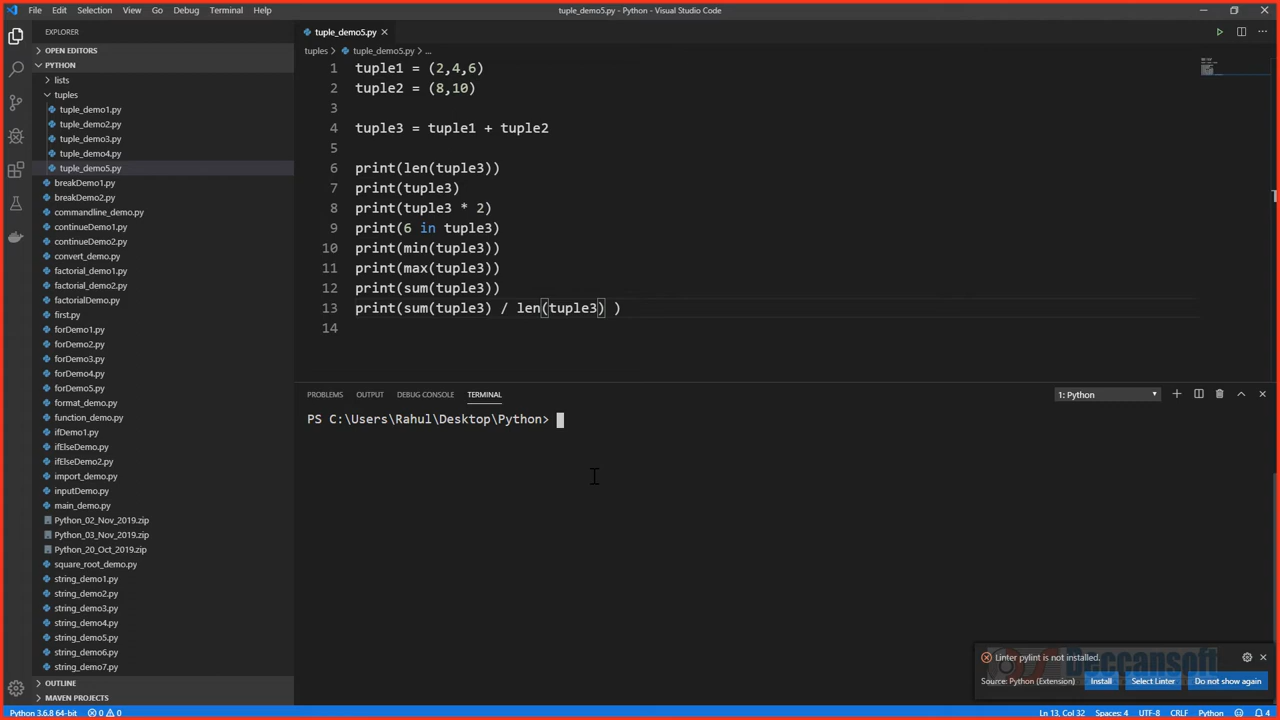 File Edit Selection View Go Debug Terminal Help
tuple_demo5.py - Python - Visual Studio Code
EXPLORER
OPEN EDITORS
PYTHON
lists
tuples
tuple_demo1.py
tuple_demo2.py
tuple_demo3.py
tuple_demo4.py
tuple_demo5.py
breakDemo1.py
breakDemo2.py
commandline_demo.py
continueDemo1.py
continueDemo2.py
convert_demo.py
factorial_demo1.py
factorial_demo2.py
factorialDemo.py
first.py
forDemo1.py
forDemo2.py
forDemo3.py
forDemo4.py
forDemo5.py
format_demo.py
function_demo.py
ifDemo1.py
ifElseDemo.py
ifElseDemo2.py
import_demo.py
inputDemo.py
main_demo.py
Python_02_Nov_2019.zip
Python_03_Nov_2019.zip
Python_20_Oct_2019.zip
square_root_demo.py
string_demo1.py
string_demo2.py
string_demo3.py
string_demo4.py
string_demo5.py
string_demo6.py
string_demo7.py
OUTLINE
MAVEN PROJECTS
tuple_demo5.py
tuples > tuple_demo5.py > ...
1 tuple1 = (2,4,6)
2 tuple2 = (8,10)
3
4 tuple3 = tuple1 + tuple2
5
6 print(len(tuple3))
7 print(tuple3)
8 print(tuple3 * 2)
9 print(6 in tuple3)
10 print(min(tuple3))
11 print(max(tuple3))
12 print(sum(tuple3))
13 print(sum(tuple3) / len(tuple3) )
14
PROBLEMS OUTPUT DEBUG CONSOLE TERMINAL
1: Python
PS C:\Users\Rahul\Desktop\Python>
Linter pylint is not installed.
Deccansoft
Source: Python (Extension) Install Select Linter Do not show again
Python 3.6.8 64-bit 0 0 Ln 13, Col 32 Spaces: 4 UTF-8 CRLF Python 4